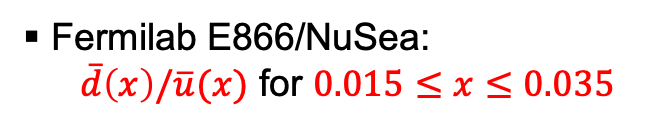 ▪ Fermilab E866/NuSea:
d̄(x)/ū(x) for 0.015 ≤ x ≤ 0.035